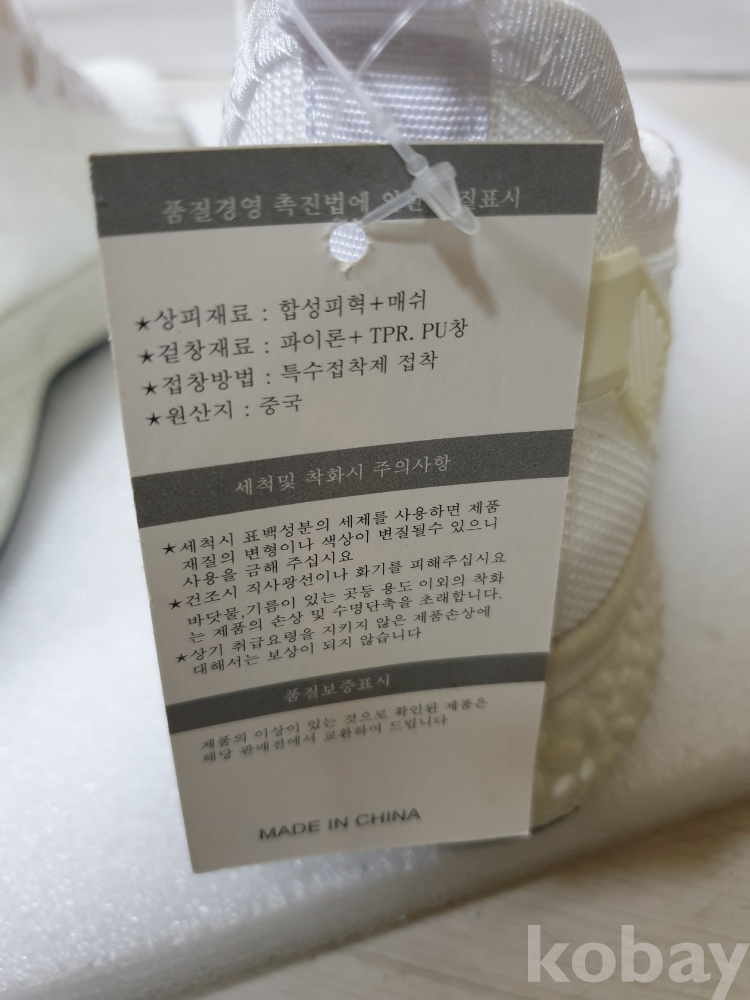 품질경영 촉진법에 의한 품질표시
★상피재료 : 합성피혁+매쉬
★겉창재료 : 파이론+ TPR. PU창
★접창방법 : 특수접착제 접착
★원산지 : 중국
세척및 착화시 주의사항
★세척시 표백성분의 세제를 사용하면 제품
재질의 변형이나 색상이 변질될수 있으니
사용을 금해 주십시요
★건조시 직사광선이나 화기를 피해주십시요
바닷물,기름이 있는 곳등 용도 이외의 착화
는 제품의 손상 및 수명단축을 초래합니다.
★상기 취급요령을 지키지 않은 제품손상에
대해서는 보상이 되지 않습니다
품질보증표시
제품의 이상이 있는 것으로 확인된 제품은
해당 판매점에서 교환하여 드립니다
MADE IN CHINA
kobay